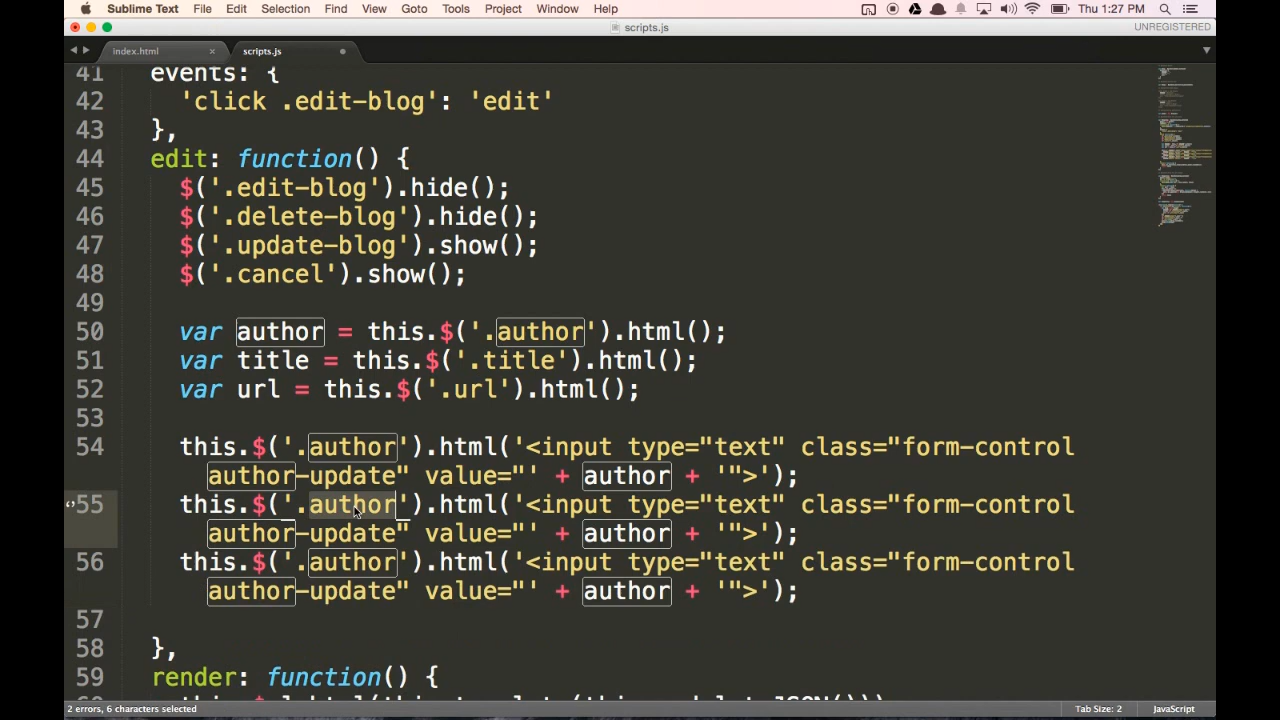 Sublime Text File Edit Selection Find View Goto Tools Project Window Help Thu 1:27 PM
scripts.js UNREGISTERED
index.html scripts.js
41 events: {
42 'click .edit-blog': 'edit'
43 },
44 edit: function() {
45 $('.edit-blog').hide();
46 $('.delete-blog').hide();
47 $('.update-blog').show();
48 $('.cancel').show();
49
50 var author = this.$('.author').html();
51 var title = this.$('.title').html();
52 var url = this.$('.url').html();
53
54 this.$('.author').html('<input type="text" class="form-control
author-update" value="' + author + '">');
55 this.$('.author').html('<input type="text" class="form-control
author-update" value="' + author + '">');
56 this.$('.author').html('<input type="text" class="form-control
author-update" value="' + author + '">');
57
58 },
59 render: function() {
2 errors, 6 characters selected Tab Size: 2 JavaScript